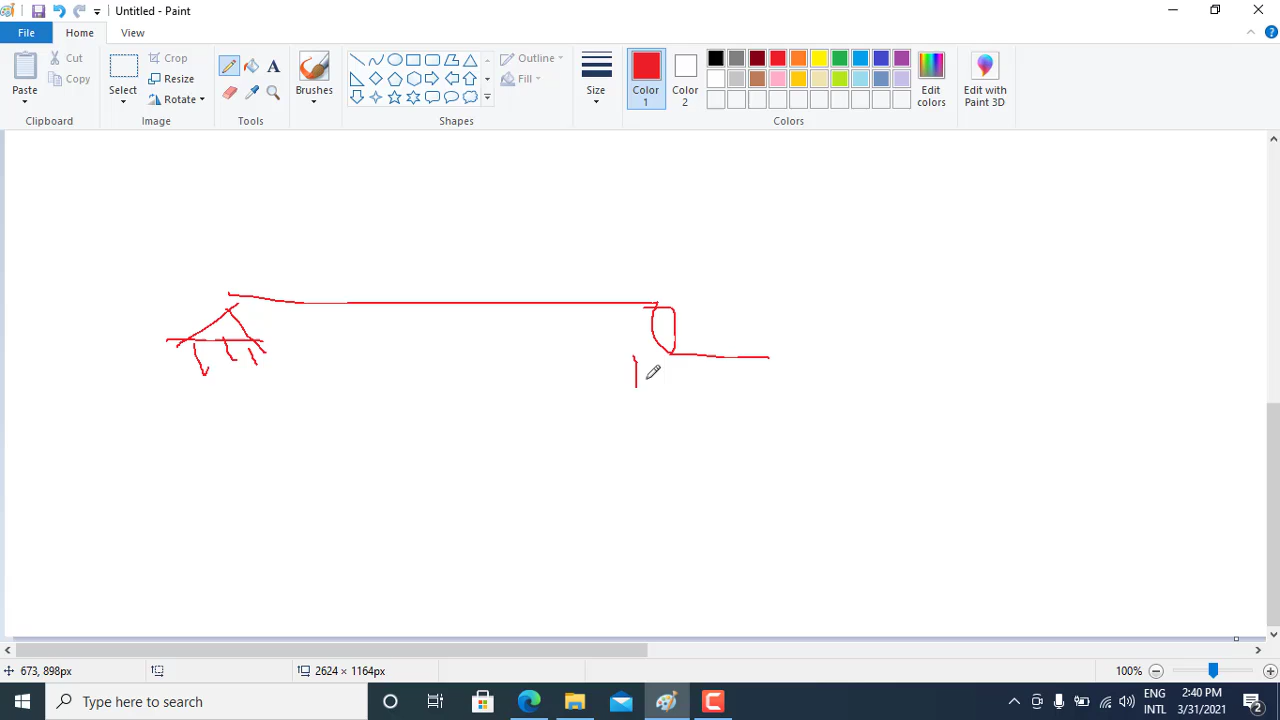 Untitled - Paint
File Home View
Paste Cut Copy
Clipboard
Select Crop Resize Rotate
Image
A
Tools
Brushes
Shapes
Outline
Fill
Size
Color 1
Color 2
Edit colors
Edit with Paint 3D
Colors
673, 898px
2624 × 1164px
100%
Type here to search
ENG INTL
2:40 PM 3/31/2021
2